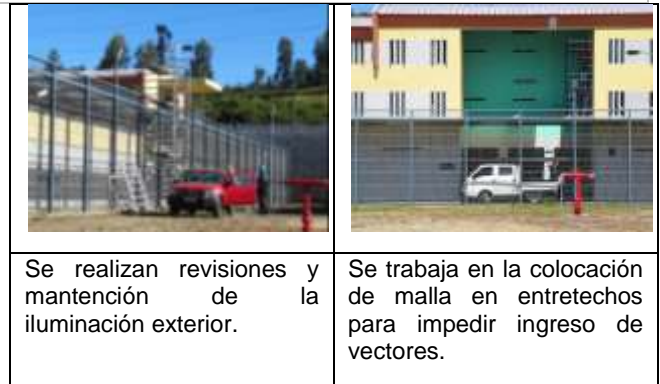 Se realizan revisiones y
mantención de la
iluminación exterior.
Se trabaja en la colocación
de malla en entretechos
para impedir ingreso de
vectores.